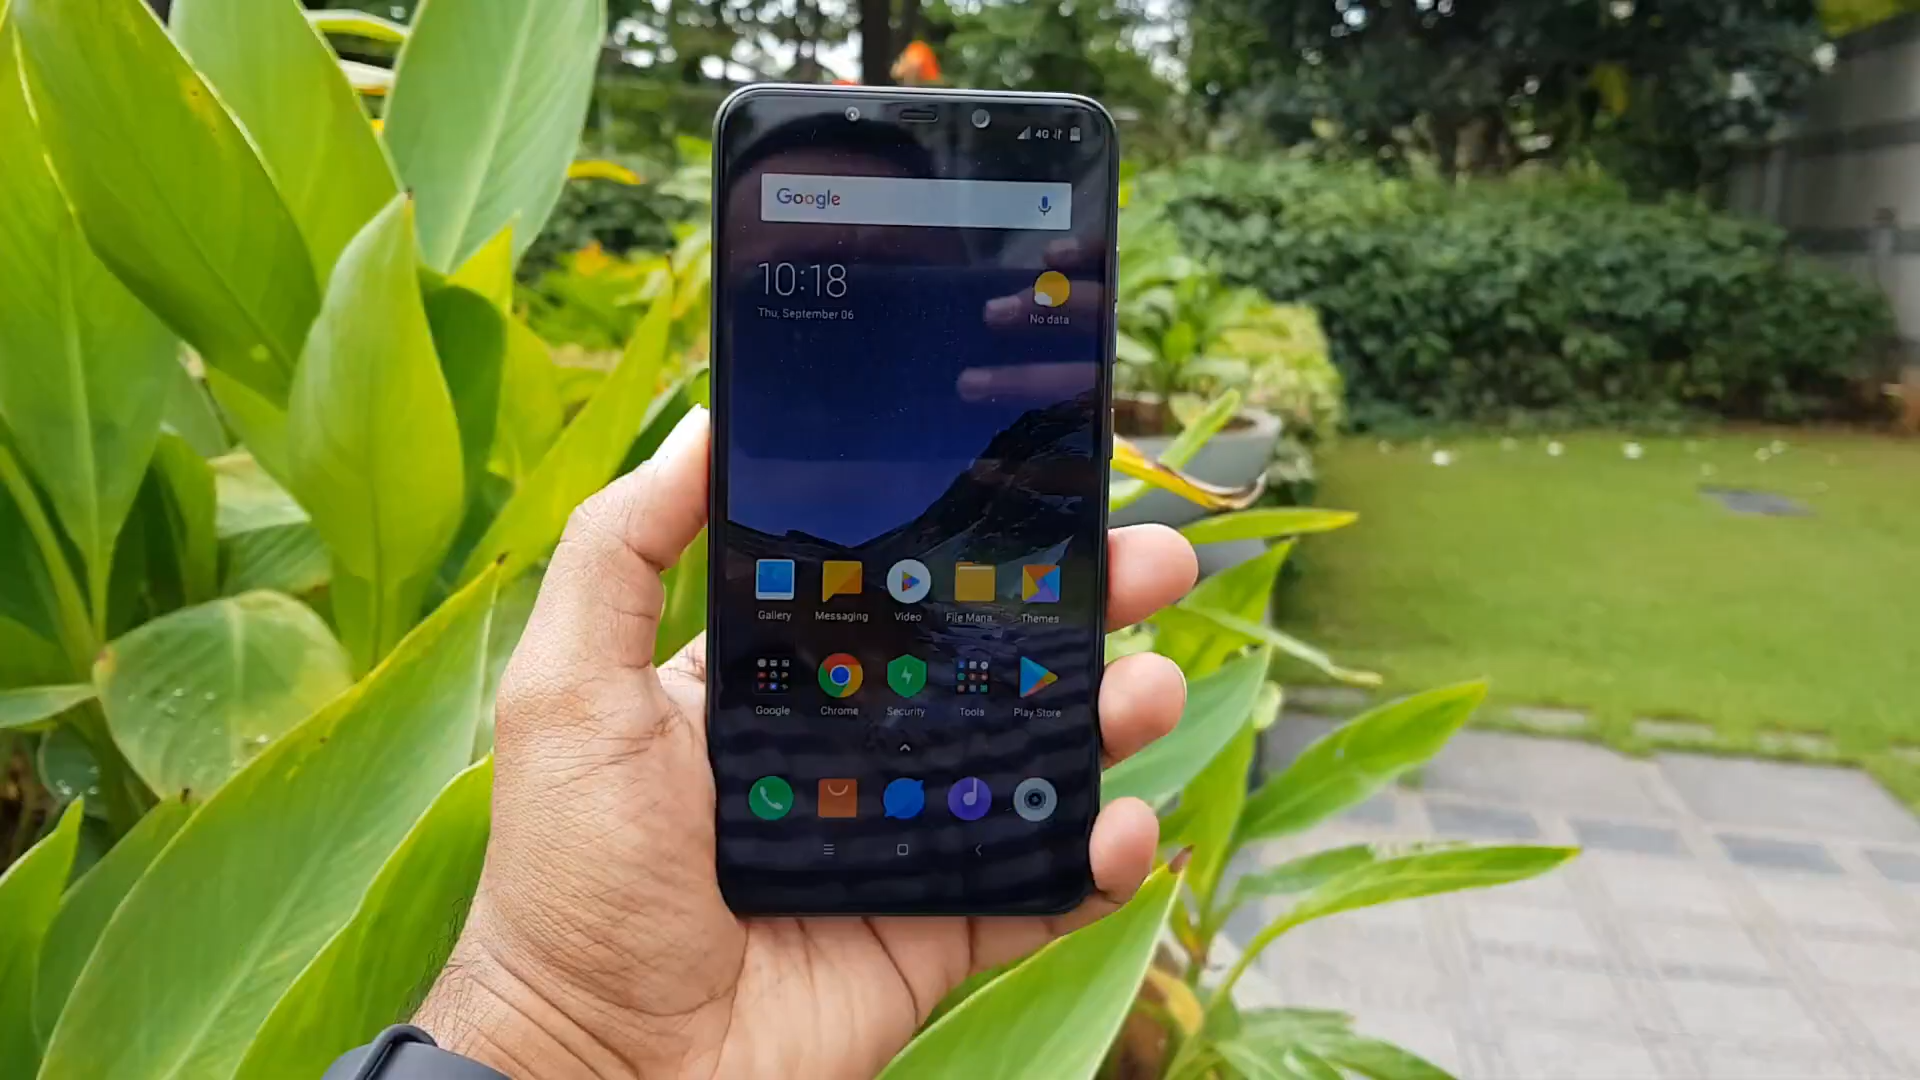 4G
Google
10:18
Thu, September 06
No data
Gallery Messaging Video File Mana.. Themes
Google Chrome Security Tools Play Store